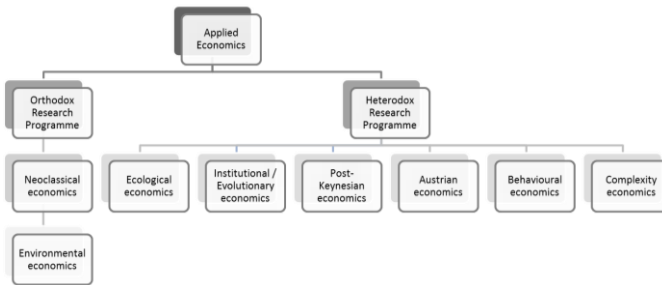 Applied
Economics
Orthodox
Research
Programme
Heterodox
Research
Programme
Neoclassical
economics
Ecological
economics
Institutional /
Evolutionary
economics
Post-
Keynesian
economics
Austrian
economics
Behavioural
economics
Complexity
economics
Environmental
economics